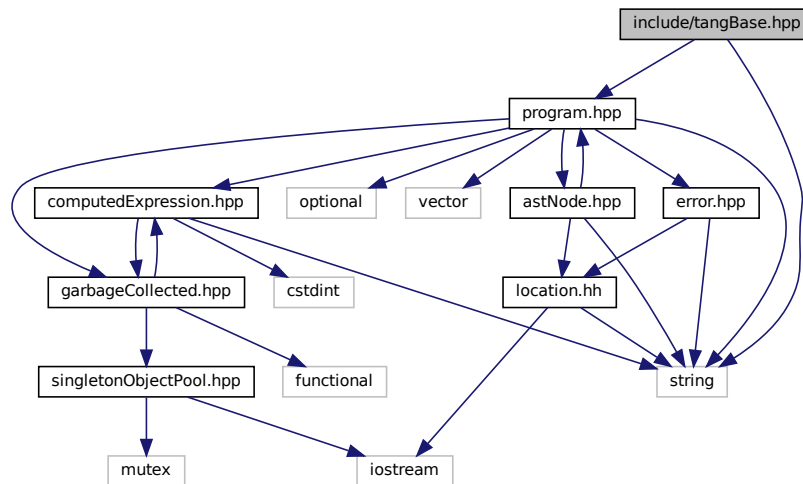 include/tangBase.hpp
program.hpp
computedExpression.hpp
optional
vector
astNode.hpp
error.hpp
garbageCollected.hpp
cstdint
location.hh
singletonObjectPool.hpp
functional
string
mutex
iostream